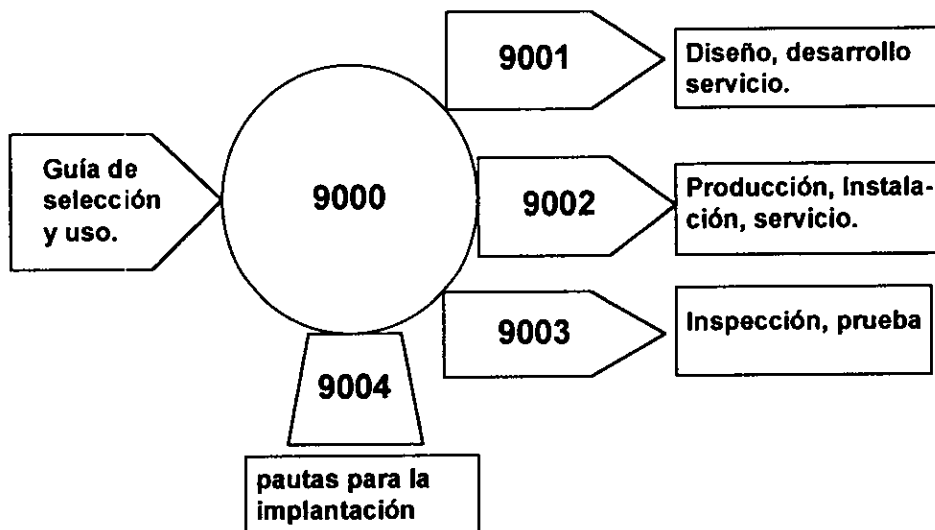 9001
Diseño, desarrollo
servicio.
Guía de
selección
y uso.
9000
9002
Producción, Instala-
ción, servicio.
9003
Inspección, prueba
9004
pautas para la
implantación